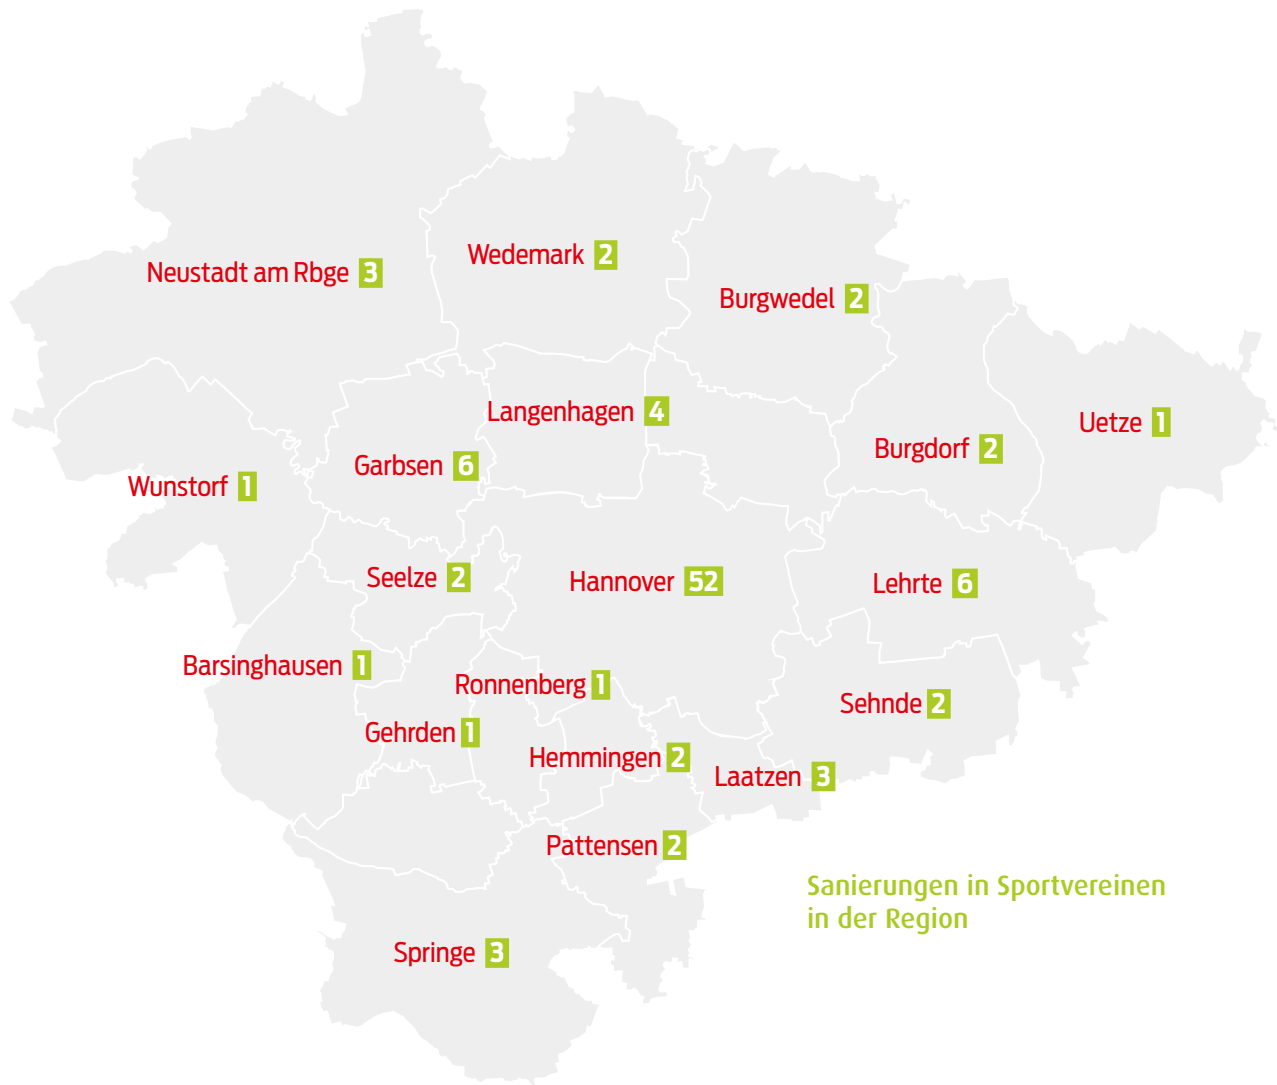 Wedemark 2
Neustadt am Rbge 3
Burgwedel 2
Langenhagen 4
Uetze 1
Burgdorf 2
Garbsen 6
Wunstorf 1
Seelze 2
Hannover 52
Lehrte 6
Barsinghausen 1
Ronnenberg 1
Sehnde 2
Gehrden 1
Hemmingen 2
Laatzen 3
Pattensen 2
Sanierungen in Sportvereinen
in der Region
Springe 3